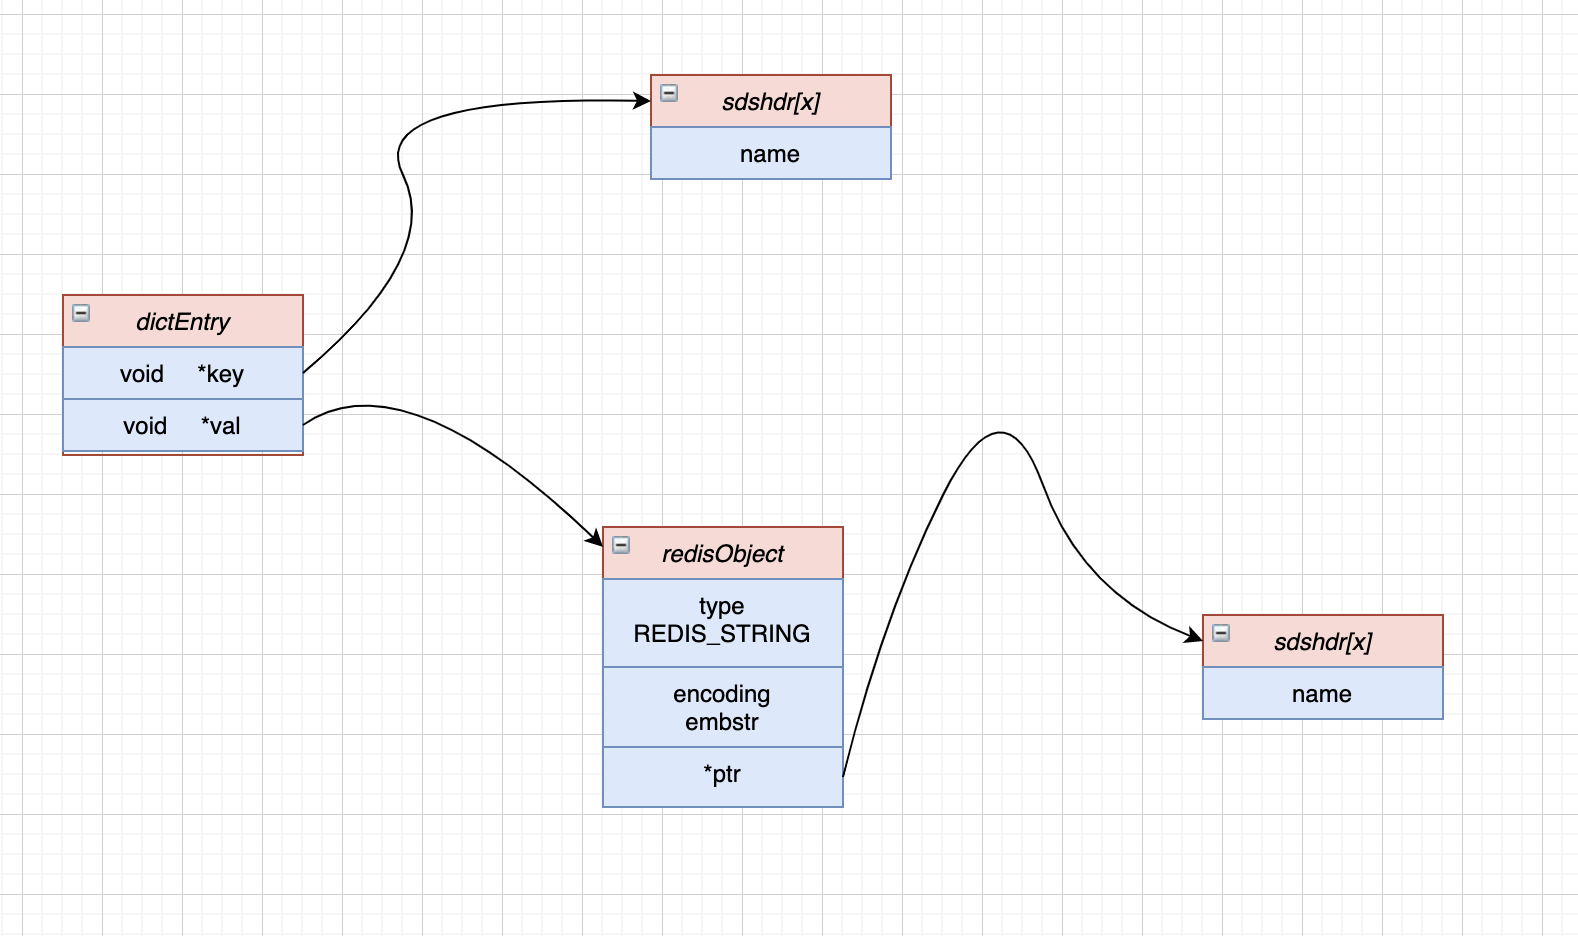 sdshdr[x]
name
dictEntry
void *key
void *val
redisObject
type
REDIS_STRING
encoding
embstr
*ptr
sdshdr[x]
name